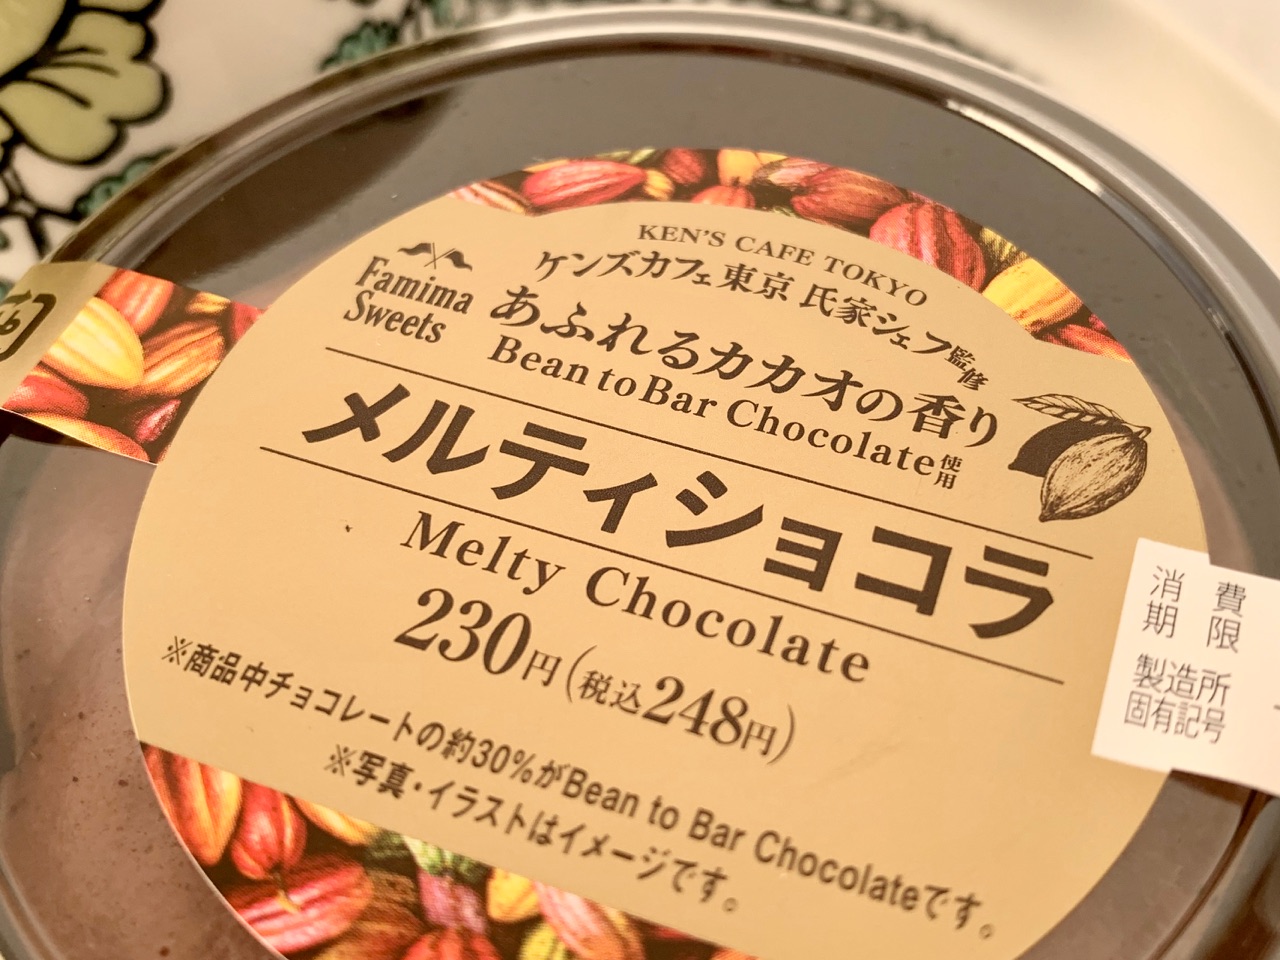 KEN'S CAFE TOKYO
ケンズカフェ東京 氏家シェフ監修
Famima
Sweets
あふれるカカオの香り
Bean to Bar Chocolate使用
メルティショコラ
Melty Chocolate
230円(税込248円)
※商品中チョコレートの約30%がBean to Bar Chocolateです。
※写真・イラストはイメージです。
消費
期限
製造所
固有記号